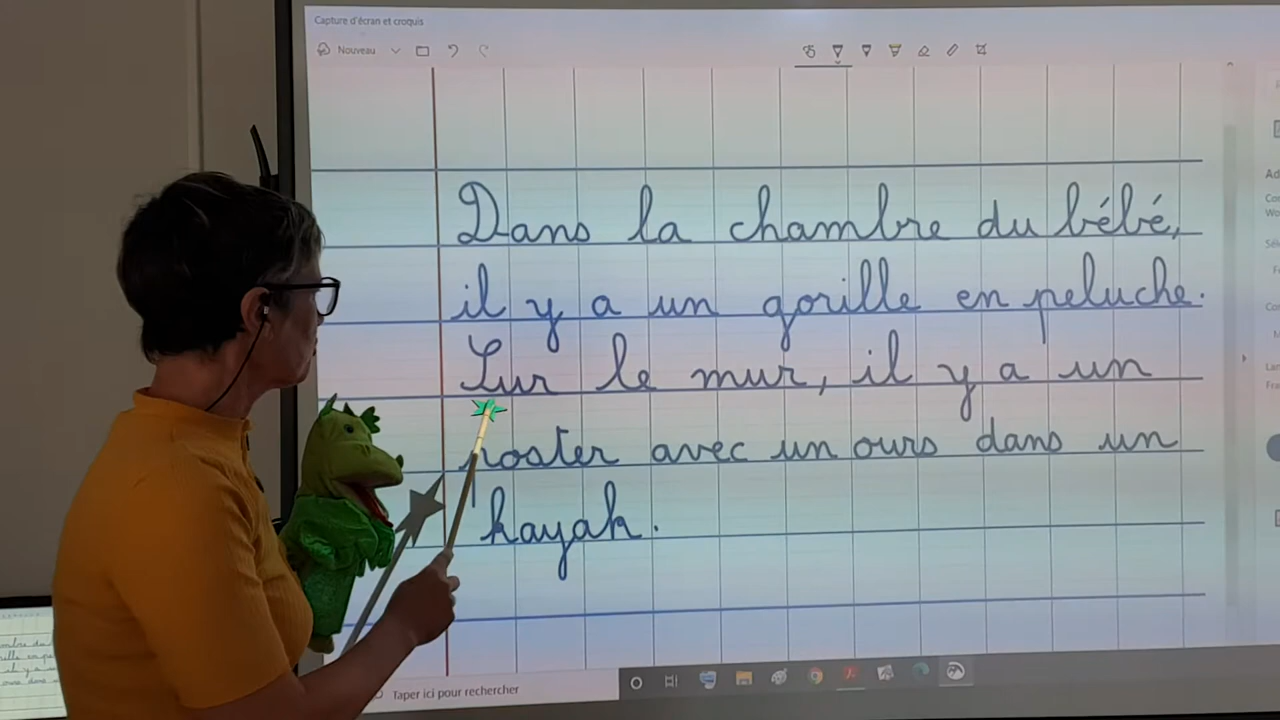 Capture d'écran et croquis
Nouveau
Dans la chambre du bébé,
il y a un gorille en peluche.
Sur le mur, il y a un
poster avec un ours dans un
kayak.
Taper ici pour rechercher